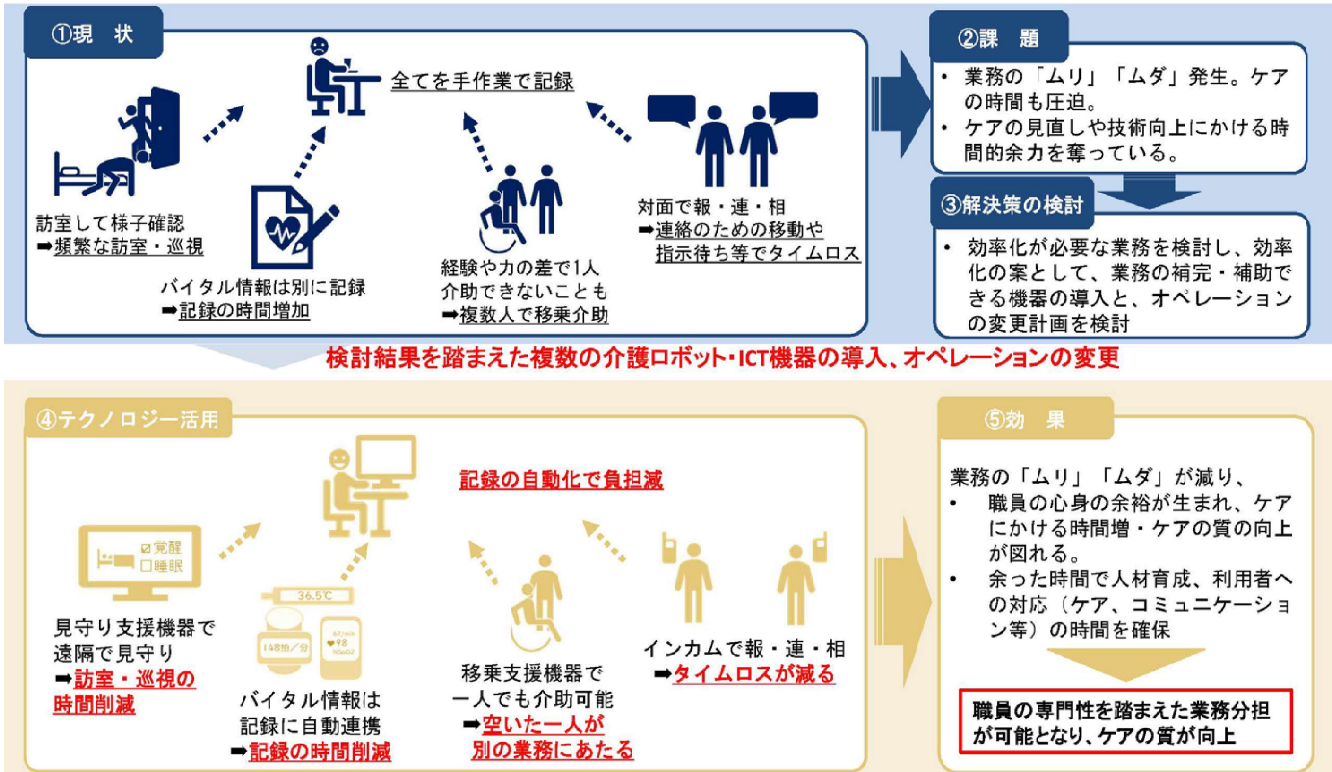 ①現　状
全てを手作業で記録
訪室して様子確認
➡頻繁な訪室・巡視
バイタル情報は別に記録
➡記録の時間増加
経験や力の差で1人
介助できないことも
➡複数人で移乗介助
対面で報・連・相
➡連絡のための移動や
指示待ち等でタイムロス
②課　題
• 業務の「ムリ」「ムダ」発生。ケア
の時間も圧迫。
• ケアの見直しや技術向上にかける時
間的余力を奪っている。
③解決策の検討
• 効率化が必要な業務を検討し、効率
化の案として、業務の補完・補助で
きる機器の導入と、オペレーション
の変更計画を検討
検討結果を踏まえた複数の介護ロボット・ICT機器の導入、オペレーションの変更
④テクノロジー活用
記録の自動化で負担減
☑覚醒
☐睡眠
見守り支援機器で
遠隔で見守り
➡訪室・巡視の
時間削減
36.5℃
148拍/分
♥98
バイタル情報は
記録に自動連携
➡記録の時間削減
移乗支援機器で
一人でも介助可能
➡空いた一人が
別の業務にあたる
インカムで報・連・相
➡タイムロスが減る
⑤効　果
業務の「ムリ」「ムダ」が減り、
• 職員の心身の余裕が生まれ、ケア
にかける時間増・ケアの質の向上
が図れる。
• 余った時間で人材育成、利用者へ
の対応（ケア、コミュニケーショ
ン等）の時間を確保
職員の専門性を踏まえた業務分担
が可能となり、ケアの質が向上